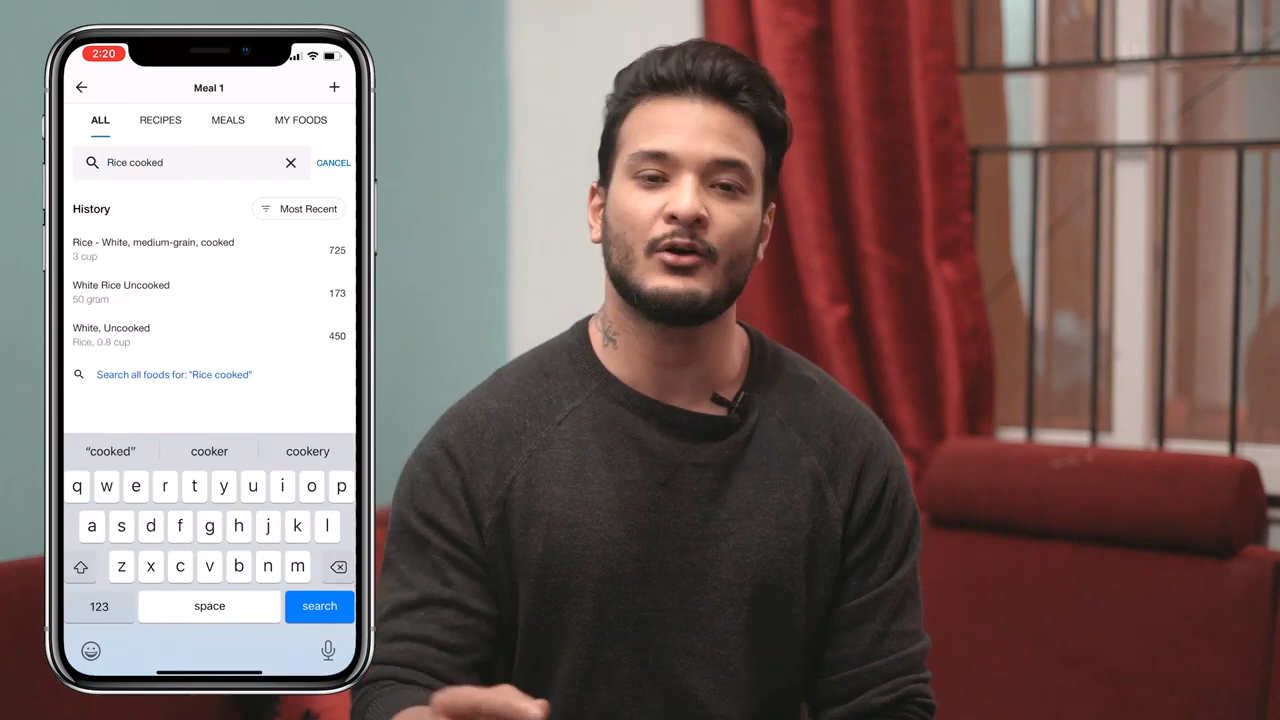 2:20
Meal 1
ALL RECIPES MEALS MY FOODS
Rice cooked CANCEL
History Most Recent
Rice - White, medium-grain, cooked
3 cup
725
White Rice Uncooked
50 gram
173
White, Uncooked
Rice, 0.8 cup
450
Search all foods for: "Rice cooked"
“cooked” cooker cookery
q w e r t y u i o p
a s d f g h j k l
z x c v b n m
123 space search